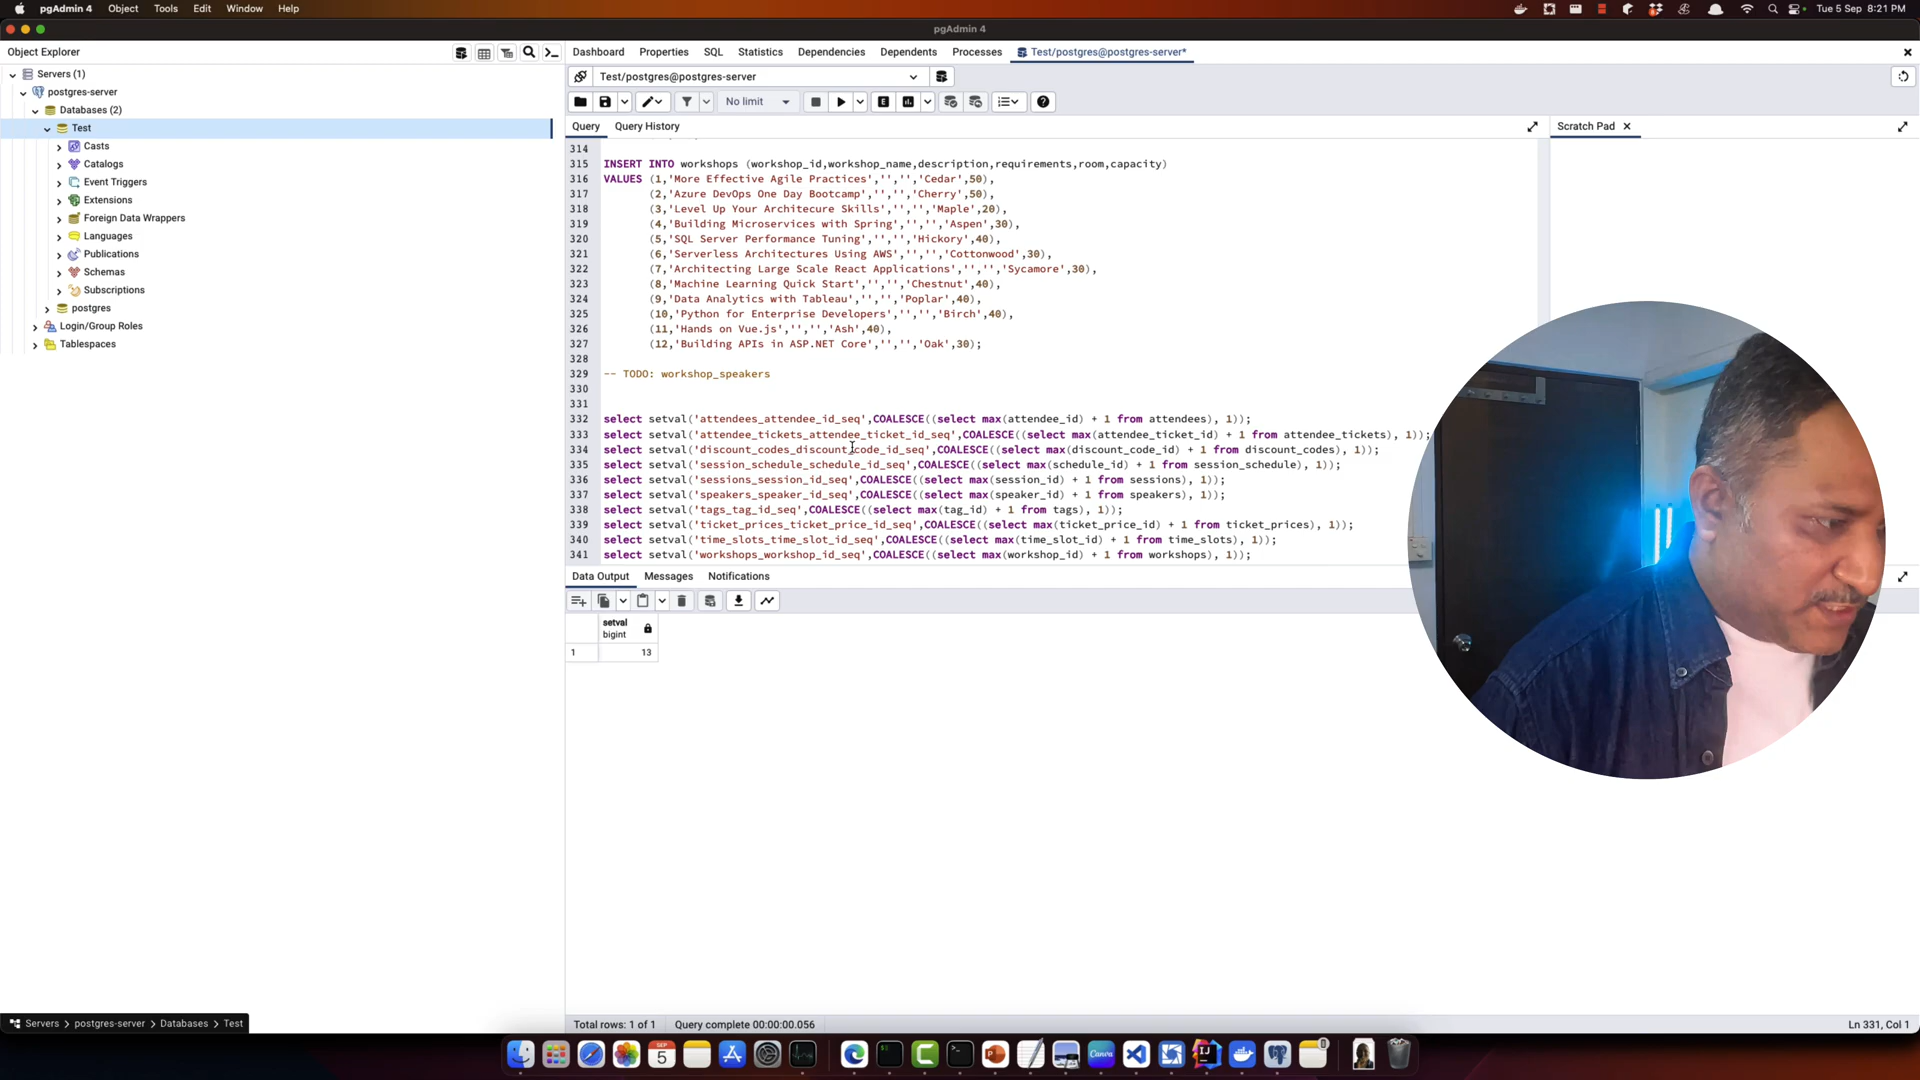 pgAdmin 4 Object Tools Edit Window Help Tue 5 Sep 8:21 PM
pgAdmin 4
Object Explorer
Dashboard Properties SQL Statistics Dependencies Dependents Processes Test/postgres@postgres-server*
Servers (1)
postgres-server
Databases (2)
Test
Casts
Catalogs
Event Triggers
Extensions
Foreign Data Wrappers
Languages
Publications
Schemas
Subscriptions
postgres
Login/Group Roles
Tablespaces
Test/postgres@postgres-server
No limit
Query Query History
Scratch Pad
314
315 INSERT INTO workshops (workshop_id,workshop_name,description,requirements,room,capacity)
316 VALUES (1,'More Effective Agile Practices','','','Cedar',50),
317 (2,'Azure DevOps One Day Bootcamp','','','Cherry',50),
318 (3,'Level Up Your Architecure Skills','','','Maple',20),
319 (4,'Building Microservices with Spring','','','Aspen',30),
320 (5,'SQL Server Performance Tuning','','','Hickory',40),
321 (6,'Serverless Architectures Using AWS','','','Cottonwood',30),
322 (7,'Architecting Large Scale React Applications','','','Sycamore',30),
323 (8,'Machine Learning Quick Start','','','Chestnut',40),
324 (9,'Data Analytics with Tableau','','','Poplar',40),
325 (10,'Python for Enterprise Developers','','','Birch',40),
326 (11,'Hands on Vue.js','','','Ash',40),
327 (12,'Building APIs in ASP.NET Core','','','Oak',30);
328
329 -- TODO: workshop_speakers
330
331
332 select setval('attendees_attendee_id_seq',COALESCE((select max(attendee_id) + 1 from attendees), 1));
333 select setval('attendee_tickets_attendee_ticket_id_seq',COALESCE((select max(attendee_ticket_id) + 1 from attendee_tickets), 1));
334 select setval('discount_codes_discount_code_id_seq',COALESCE((select max(discount_code_id) + 1 from discount_codes), 1));
335 select setval('session_schedule_schedule_id_seq',COALESCE((select max(schedule_id) + 1 from session_schedule), 1));
336 select setval('sessions_session_id_seq',COALESCE((select max(session_id) + 1 from sessions), 1));
337 select setval('speakers_speaker_id_seq',COALESCE((select max(speaker_id) + 1 from speakers), 1));
338 select setval('tags_tag_id_seq',COALESCE((select max(tag_id) + 1 from tags), 1));
339 select setval('ticket_prices_ticket_price_id_seq',COALESCE((select max(ticket_price_id) + 1 from ticket_prices), 1));
340 select setval('time_slots_time_slot_id_seq',COALESCE((select max(time_slot_id) + 1 from time_slots), 1));
341 select setval('workshops_workshop_id_seq',COALESCE((select max(workshop_id) + 1 from workshops), 1));
Data Output Messages Notifications
setval
bigint
1 13
Servers > postgres-server > Databases > Test
Total rows: 1 of 1 Query complete 00:00:00.056 Ln 331, Col 1
SEP
5
Canva
IJ